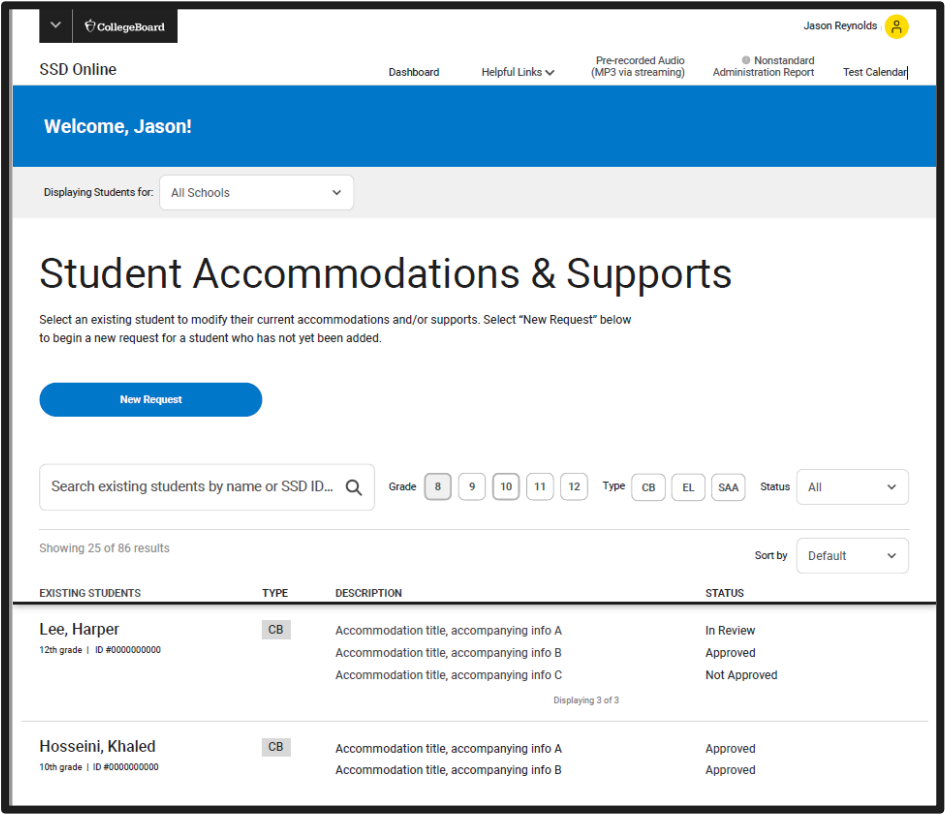 CollegeBoard
Jason Reynolds
SSD Online
Dashboard
Helpful Links
Pre-recorded Audio
(MP3 via streaming)
Nonstandard
Administration Report
Test Calendar
Welcome, Jason!
Displaying Students for:
All Schools
Student Accommodations & Supports
Select an existing student to modify their current accommodations and/or supports. Select “New Request” below
to begin a new request for a student who has not yet been added.
New Request
Search existing students by name or SSD ID...
Grade 8 9 10 11 12
Type CB EL SAA
Status All
Showing 25 of 86 results
Sort by Default
EXISTING STUDENTS TYPE DESCRIPTION STATUS
Lee, Harper
12th grade | ID #0000000000
CB
Accommodation title, accompanying info A In Review
Accommodation title, accompanying info B Approved
Accommodation title, accompanying info C Not Approved
Displaying 3 of 3
Hosseini, Khaled
10th grade | ID #0000000000
CB
Accommodation title, accompanying info A Approved
Accommodation title, accompanying info B Approved